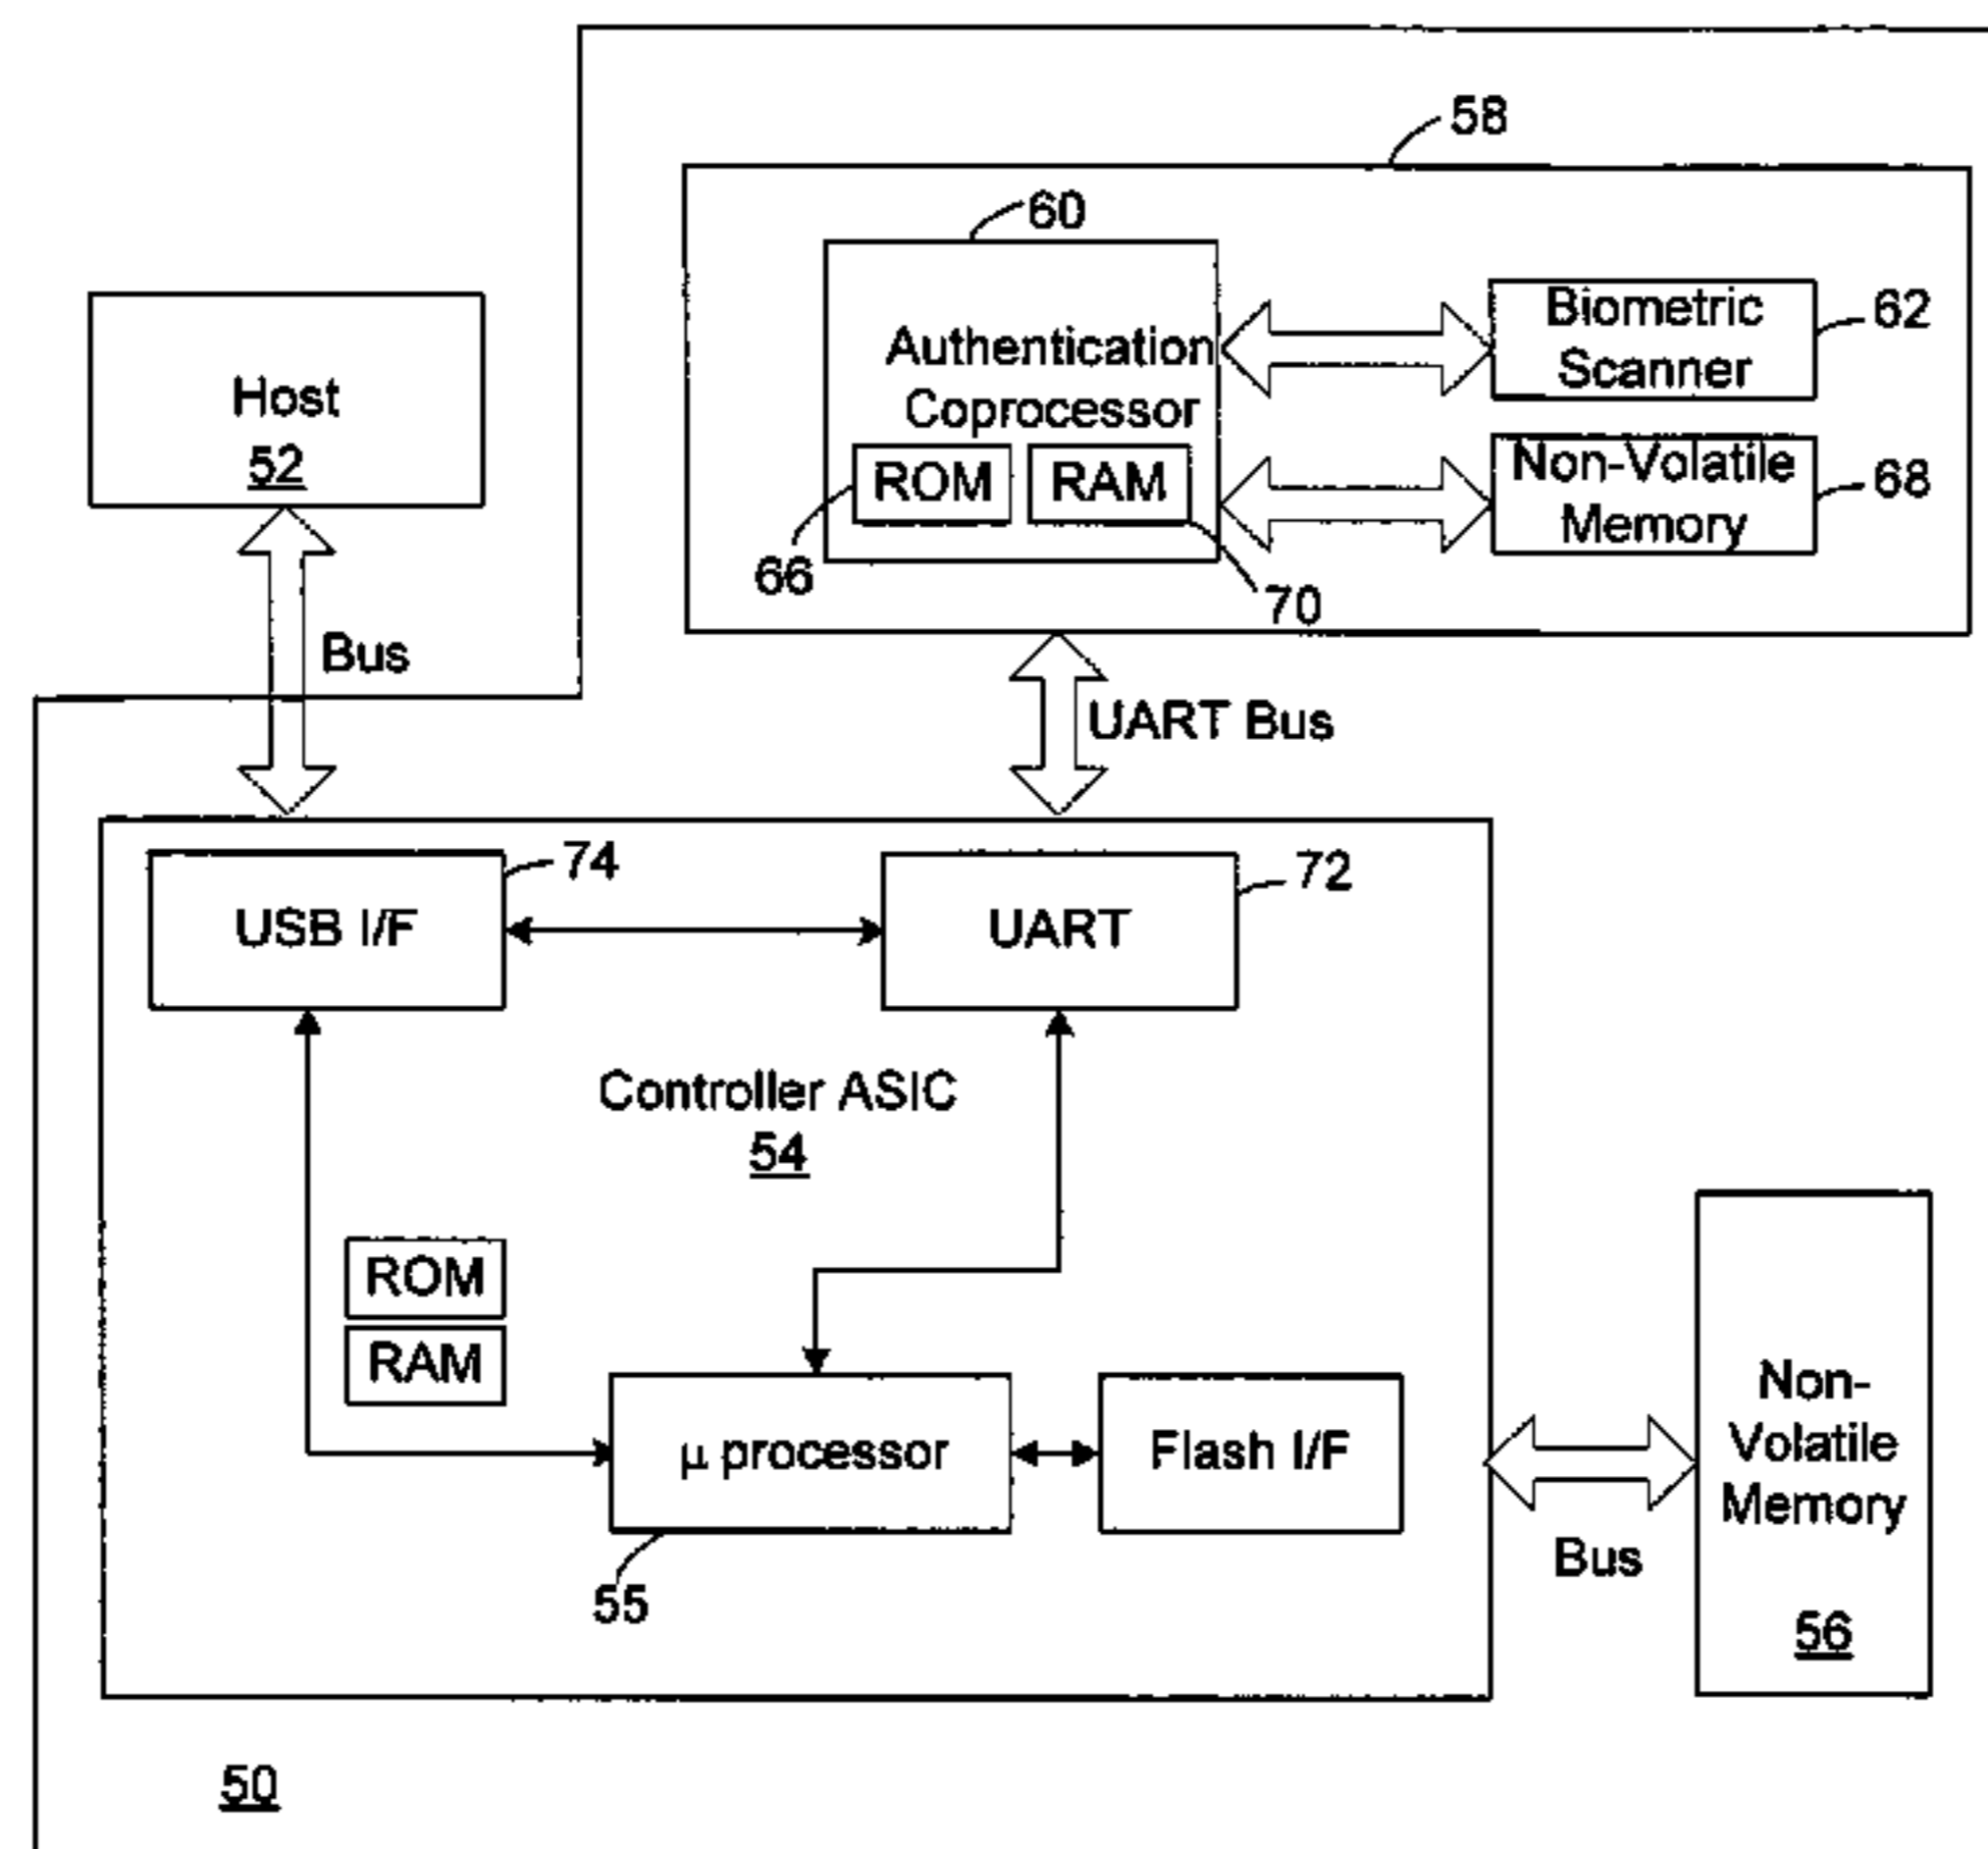 58
60
Authentication
Coprocessor
ROM
RAM
66
70
Biometric
Scanner
62
Non-Volatile
Memory
68
Host
52
Bus
UART Bus
USB I/F
74
UART
72
Controller ASIC
54
ROM
RAM
μ processor
55
Flash I/F
Bus
Non-
Volatile
Memory
56
50